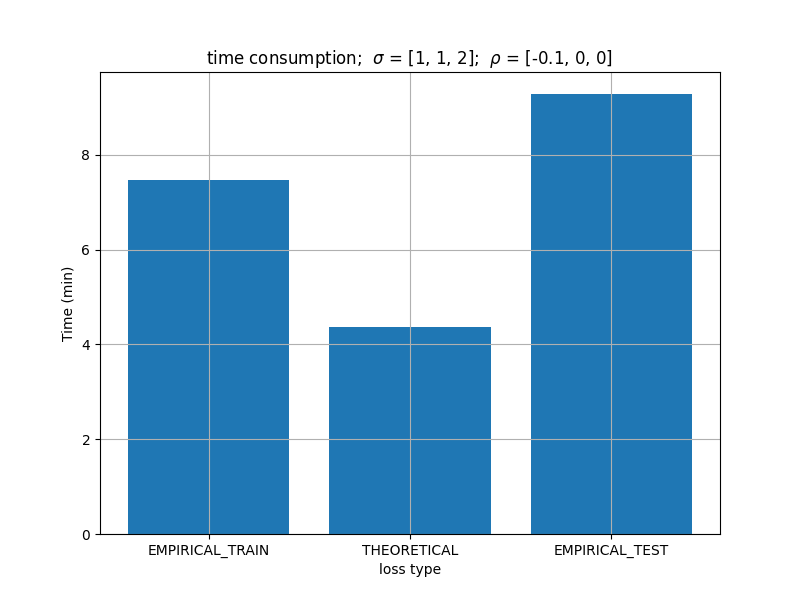 time consumption; σ = [1, 1, 2]; ρ = [-0.1, 0, 0]
Time (min)
8
6
4
2
0
EMPIRICAL_TRAIN THEORETICAL EMPIRICAL_TEST
loss type